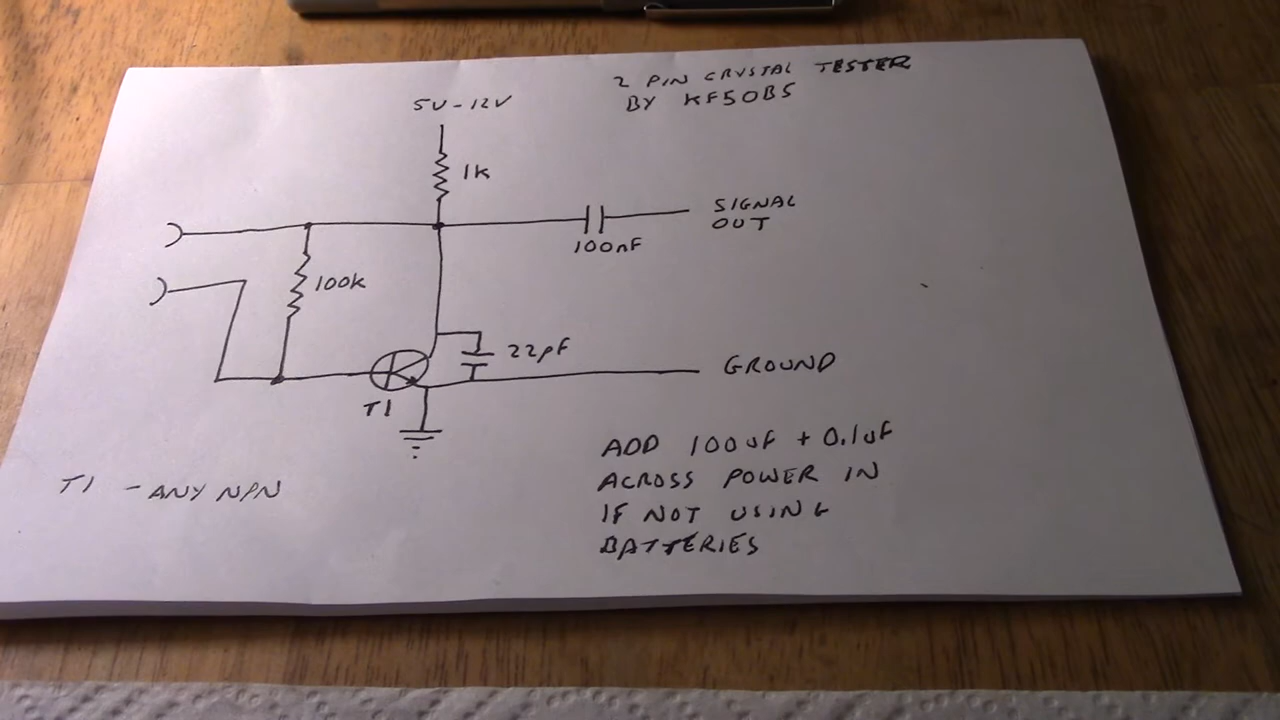 2 PIN CRYSTAL TESTER
BY KF5OBS
5V-12V
1K
SIGNAL
OUT
100nF
100k
22pF
GROUND
T1
ADD 100uF + 0.1uF
ACROSS POWER IN
IF NOT USING
BATTERIES
T1 - ANY NPN